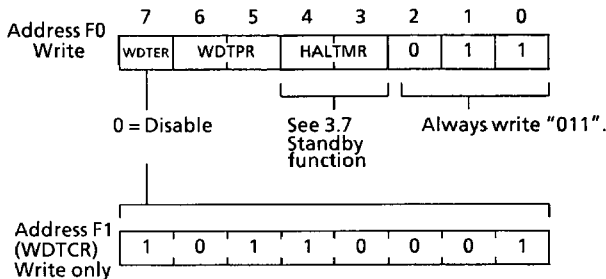 7 6 5 4 3 2 1 0
Address F0
Write
WDTER WDTPR HALTMR 0 1 1
0 = Disable
See 3.7
Standby
function
Always write "011".
Address F1
(WDTCR)
Write only
1 0 1 1 0 0 0 1